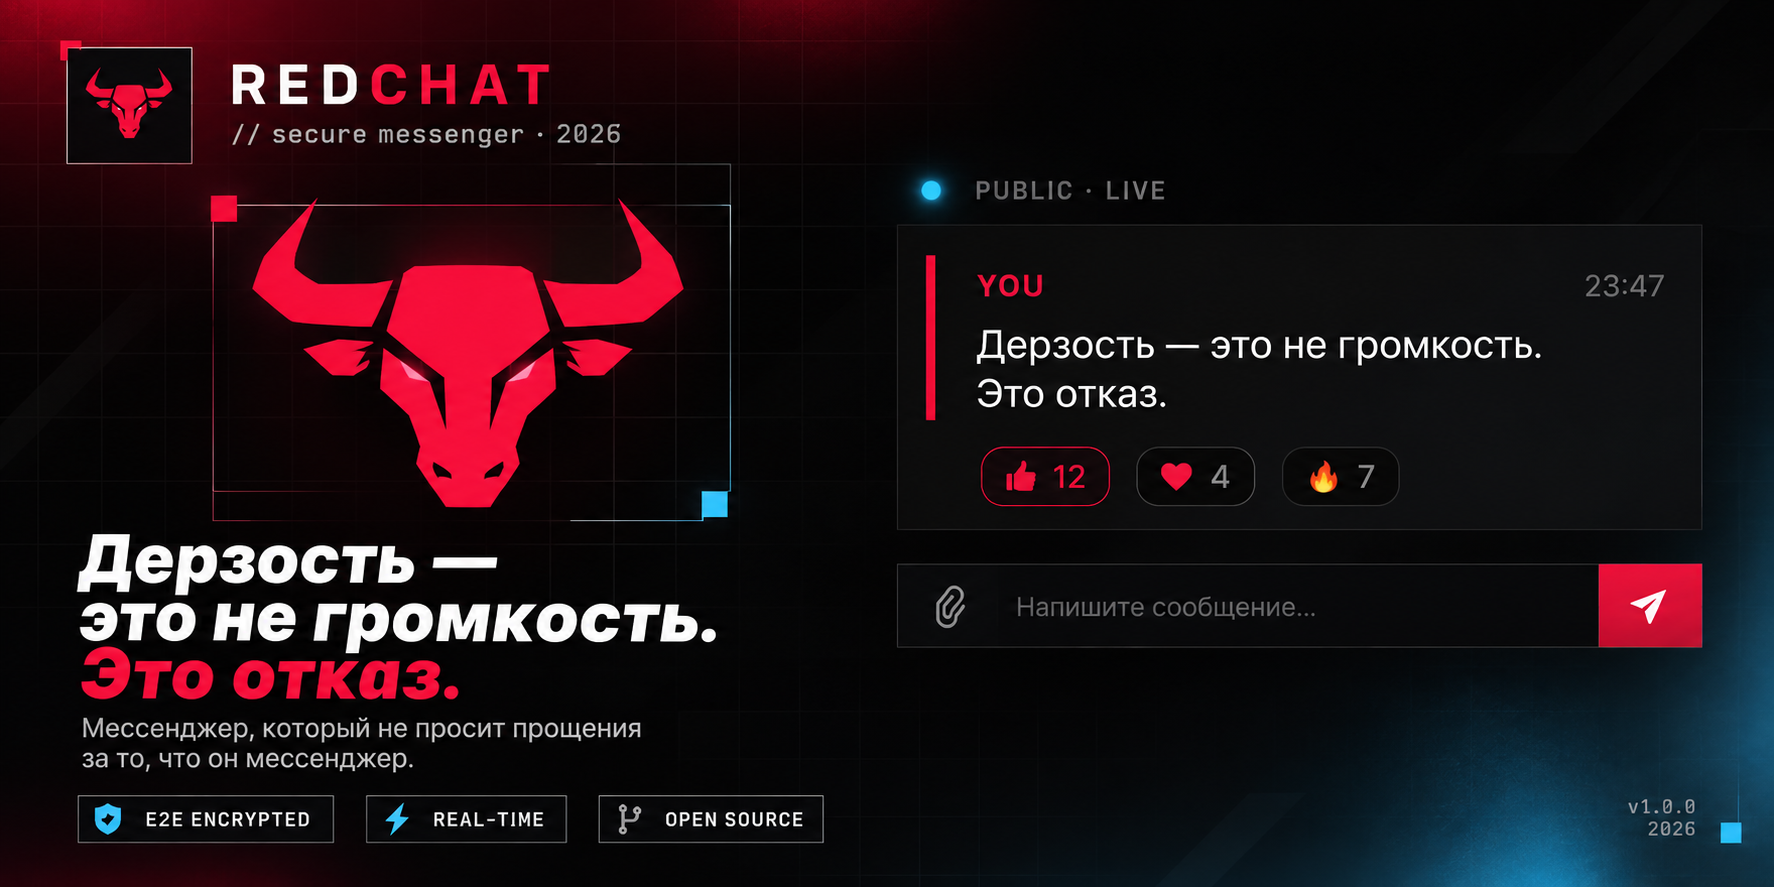 REDCHAT
// secure messenger · 2026
Дерзость —
это не громкость.
Это отказ.
Мессенджер, который не просит прощения
за то, что он мессенджер.
E2E ENCRYPTED
REAL-TIME
OPEN SOURCE
PUBLIC · LIVE
YOU
23:47
Дерзость — это не громкость.
Это отказ.
12
4
7
Напишите сообщение...
v1.0.0
2026